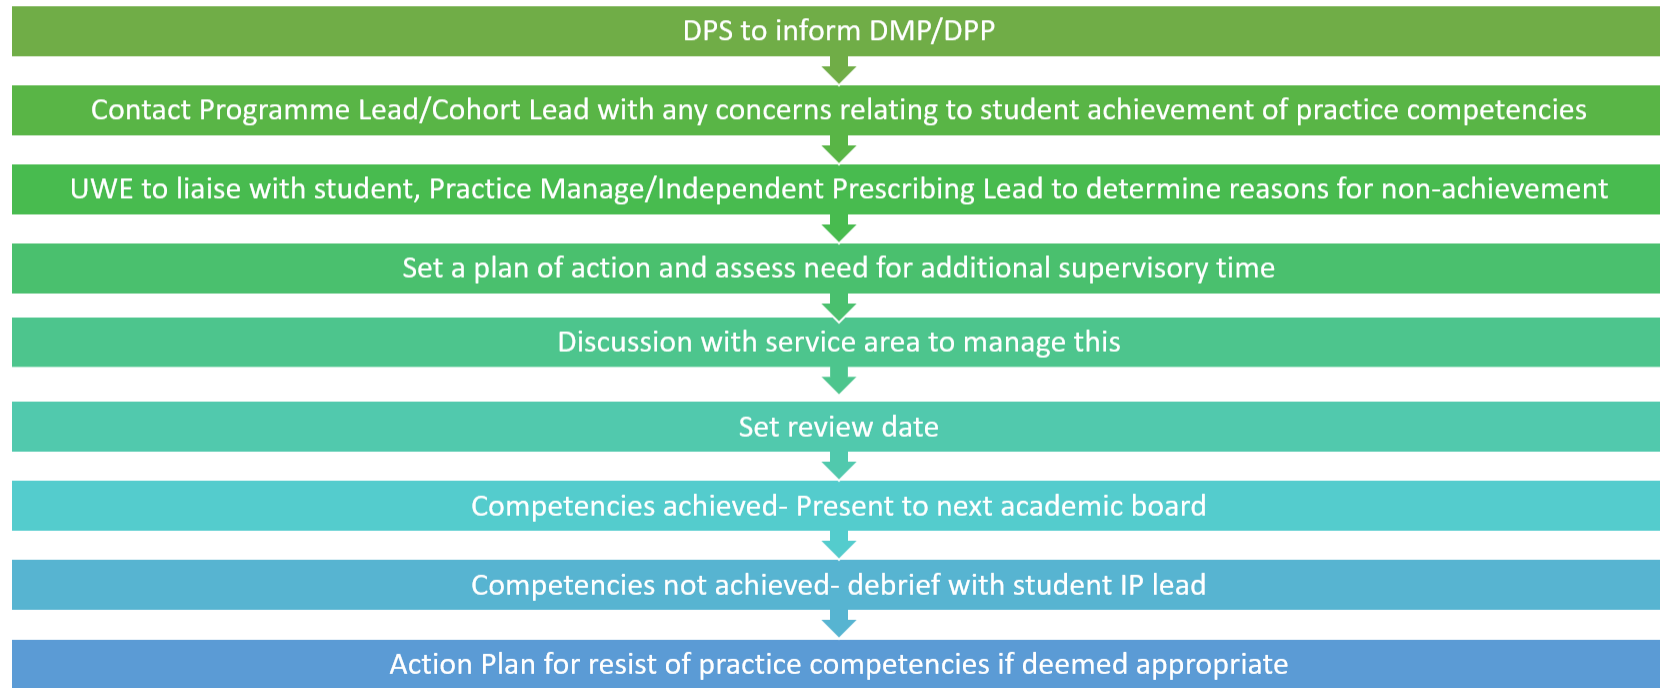 DPS to inform DMP/DPP
Contact Programme Lead/Cohort Lead with any concerns relating to student achievement of practice competencies
UWE to liaise with student, Practice Manage/Independent Prescribing Lead to determine reasons for non-achievement
Set a plan of action and assess need for additional supervisory time
Discussion with service area to manage this
Set review date
Competencies achieved- Present to next academic board
Competencies not achieved- debrief with student IP lead
Action Plan for resist of practice competencies if deemed appropriate